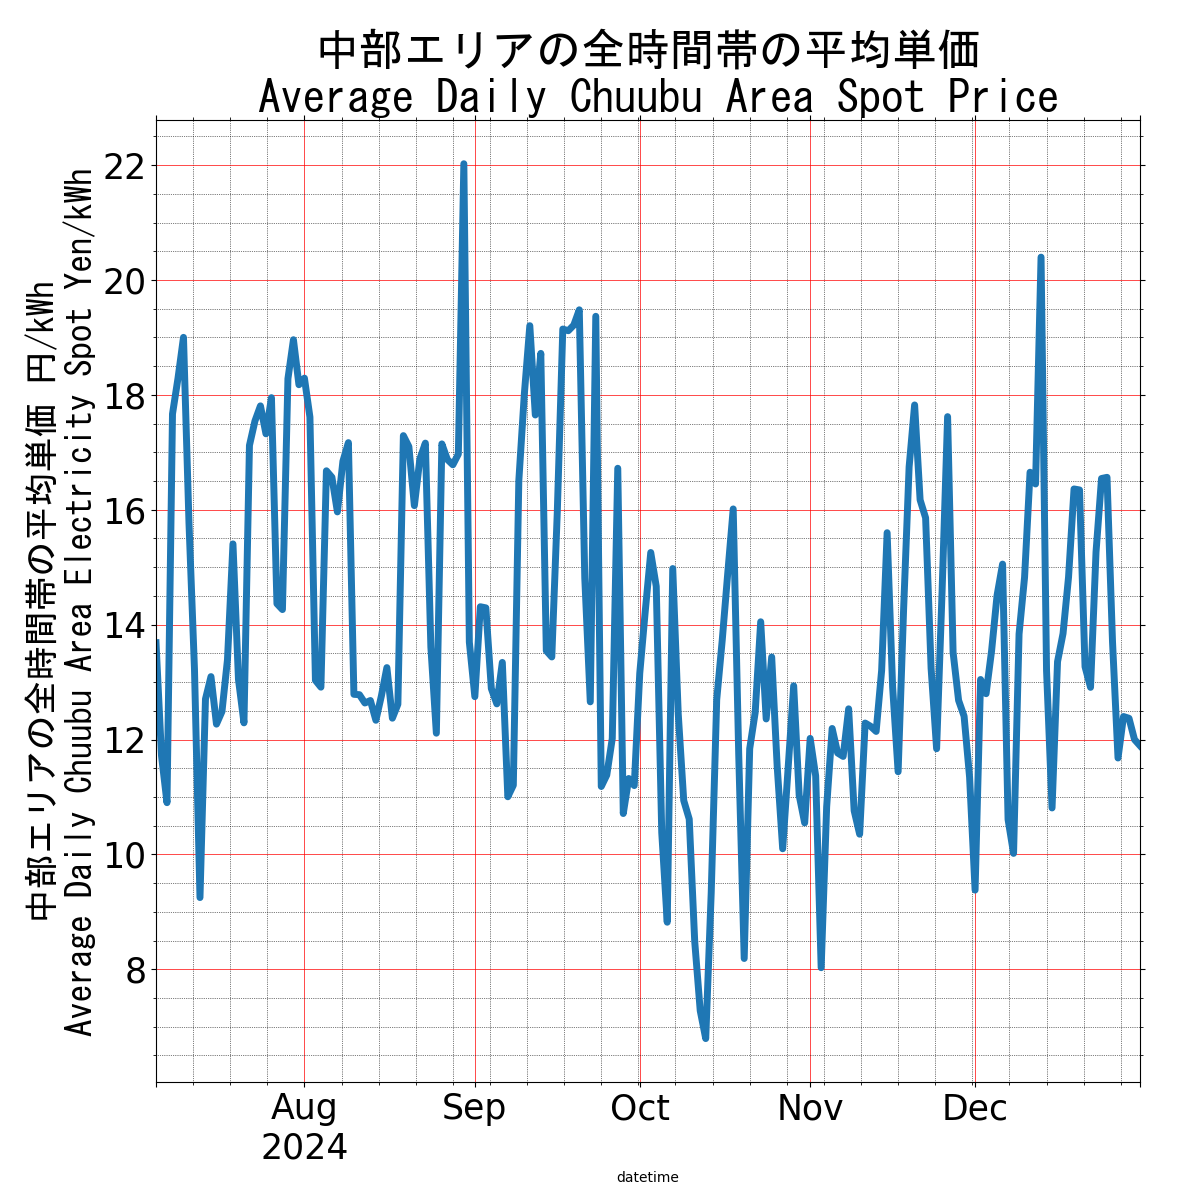 中部エリアの全時間帯の平均単価
Average Daily Chuubu Area Spot Price
中部エリアの全時間帯の平均単価 円/kWh
Average Daily Chuubu Area Electricity Spot Yen/kWh
22
20
18
16
14
12
10
8
Aug
2024
Sep
Oct
Nov
Dec
datetime